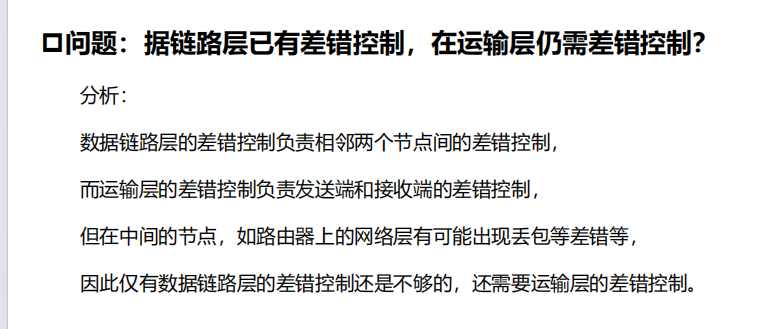 口问题：据链路层已有差错控制，在运输层仍需差错控制？
分析：
数据链路层的差错控制负责相邻两个节点间的差错控制，
而运输层的差错控制负责发送端和接收端的差错控制，
但在中间的节点，如路由器上的网络层有可能出现丢包等差错等，
因此仅有数据链路层的差错控制还是不够的，还需要运输层的差错控制。